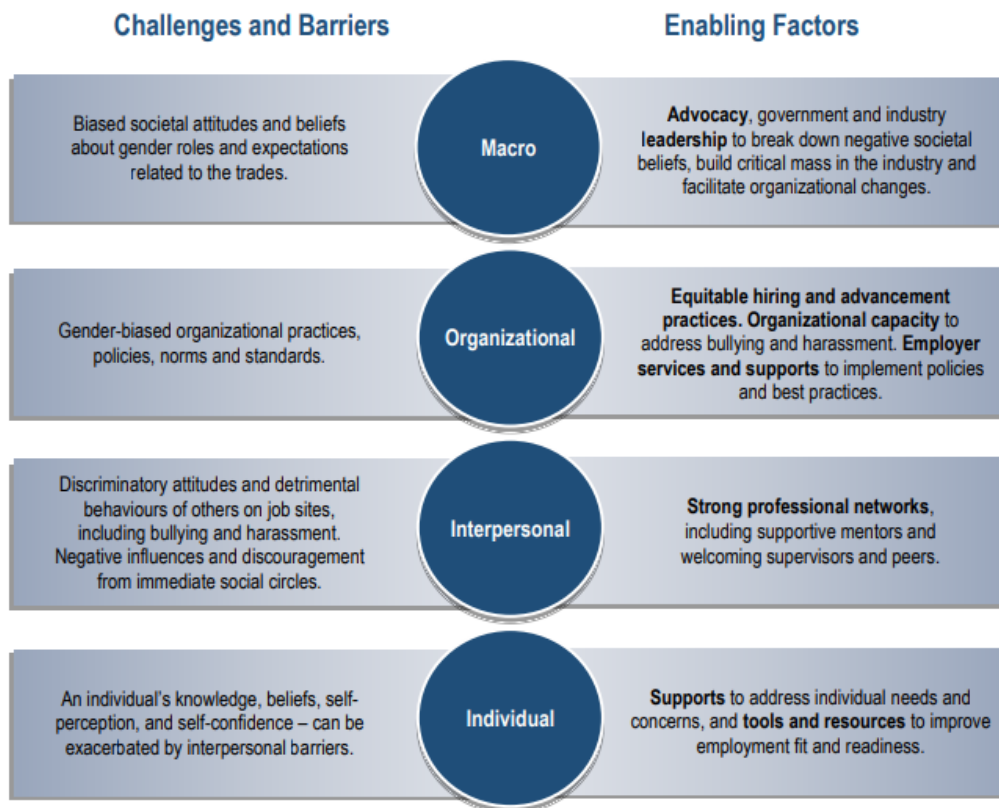 Challenges and Barriers
Enabling Factors
Biased societal attitudes and beliefs
about gender roles and expectations
related to the trades.
Macro
Advocacy, government and industry
leadership to break down negative societal
beliefs, build critical mass in the industry and
facilitate organizational changes.
Gender-biased organizational practices,
policies, norms and standards.
Organizational
Equitable hiring and advancement
practices. Organizational capacity to
address bullying and harassment. Employer
services and supports to implement policies
and best practices.
Discriminatory attitudes and detrimental
behaviours of others on job sites,
including bullying and harassment.
Negative influences and discouragement
from immediate social circles.
Interpersonal
Strong professional networks,
including supportive mentors and
welcoming supervisors and peers.
An individual’s knowledge, beliefs, self-
perception, and self-confidence – can be
exacerbated by interpersonal barriers.
Individual
Supports to address individual needs and
concerns, and tools and resources to improve
employment fit and readiness.